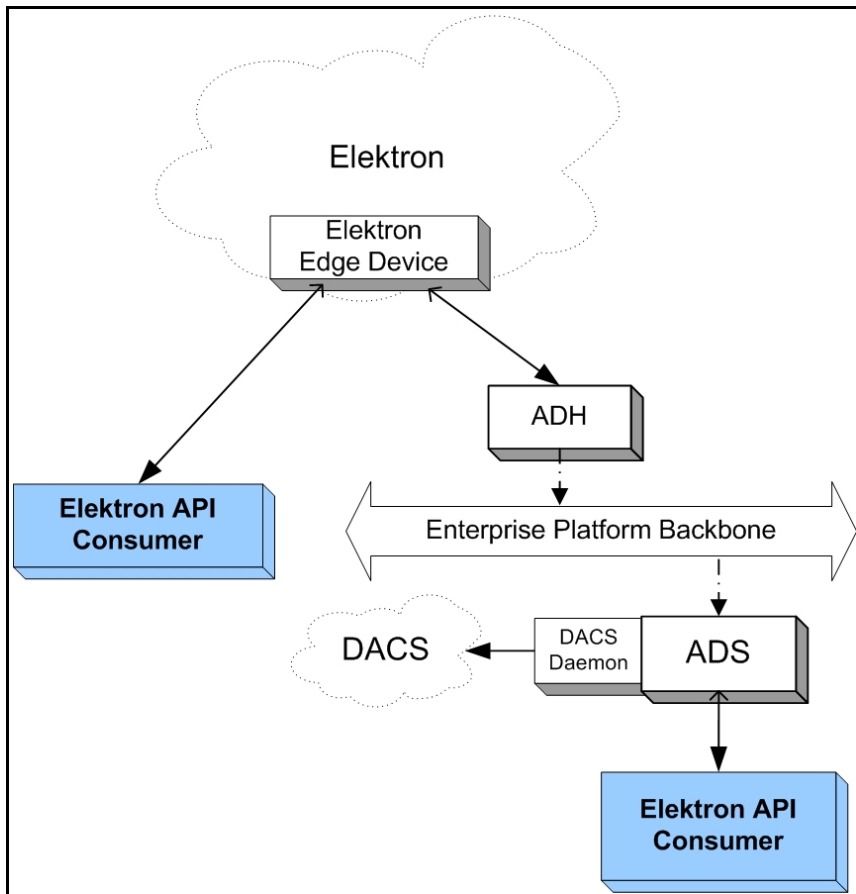 Elektron
Elektron
Edge Device
ADH
Elektron API
Consumer
Enterprise Platform Backbone
DACS
DACS
Daemon
ADS
Elektron API
Consumer